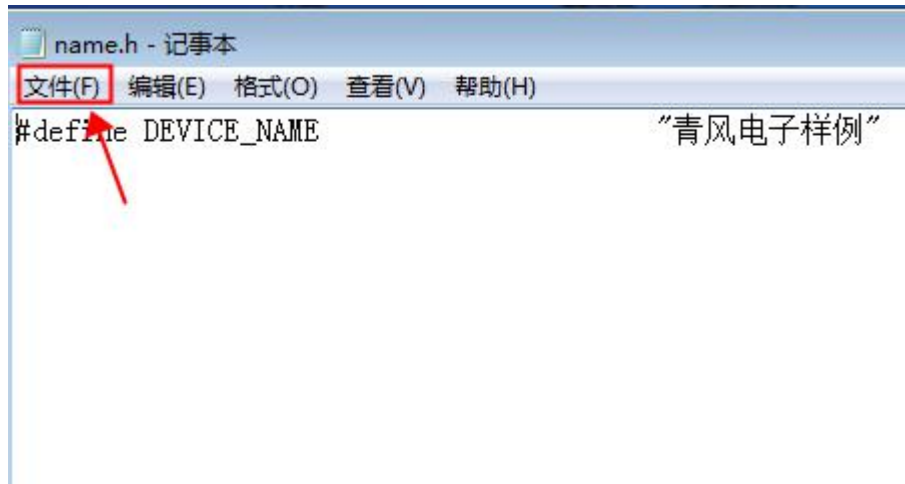 name.h - 记事本
文件(F) 编辑(E) 格式(O) 查看(V) 帮助(H)
#define DEVICE_NAME "青风电子样例"